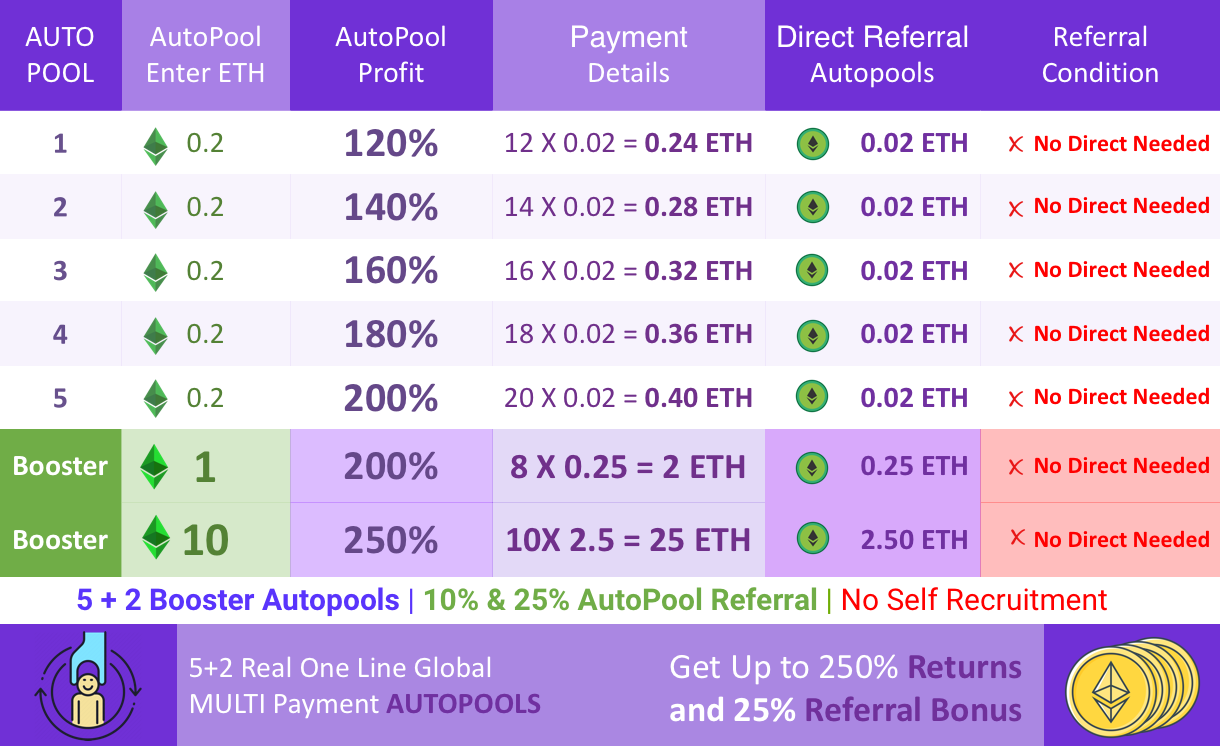 AUTO POOL
AutoPool Enter ETH
AutoPool Profit
Payment Details
Direct Referral Autopools
Referral Condition
1 0.2 120% 12 X 0.02 = 0.24 ETH 0.02 ETH X No Direct Needed
2 0.2 140% 14 X 0.02 = 0.28 ETH 0.02 ETH X No Direct Needed
3 0.2 160% 16 X 0.02 = 0.32 ETH 0.02 ETH X No Direct Needed
4 0.2 180% 18 X 0.02 = 0.36 ETH 0.02 ETH X No Direct Needed
5 0.2 200% 20 X 0.02 = 0.40 ETH 0.02 ETH X No Direct Needed
Booster 1 200% 8 X 0.25 = 2 ETH 0.25 ETH X No Direct Needed
Booster 10 250% 10X 2.5 = 25 ETH 2.50 ETH X No Direct Needed
5 + 2 Booster Autopools | 10% & 25% AutoPool Referral | No Self Recruitment
5+2 Real One Line Global
MULTI Payment AUTOPOOLS
Get Up to 250% Returns
and 25% Referral Bonus